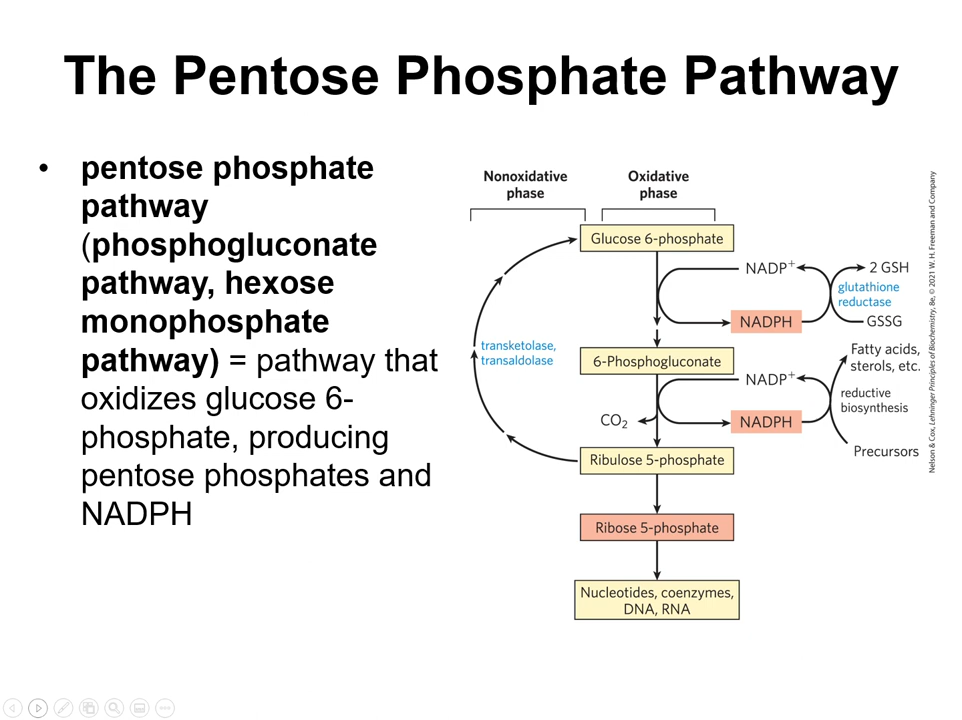 The Pentose Phosphate Pathway
• pentose phosphate
pathway
(phosphogluconate
pathway, hexose
monophosphate
pathway) = pathway that
oxidizes glucose 6-
phosphate, producing
pentose phosphates and
NADPH
Nonoxidative
phase
Oxidative
phase
Glucose 6-phosphate
NADP+
2 GSH
glutathione
reductase
NADPH
GSSG
transketolase,
transaldolase
6-Phosphogluconate
Fatty acids,
sterols, etc.
NADP+
reductive
biosynthesis
CO2
NADPH
Precursors
Ribulose 5-phosphate
Ribose 5-phosphate
Nucleotides, coenzymes,
DNA, RNA
Nelson & Cox, Lehninger Principles of Biochemistry, 8e, © 2021 W. H. Freeman and Company